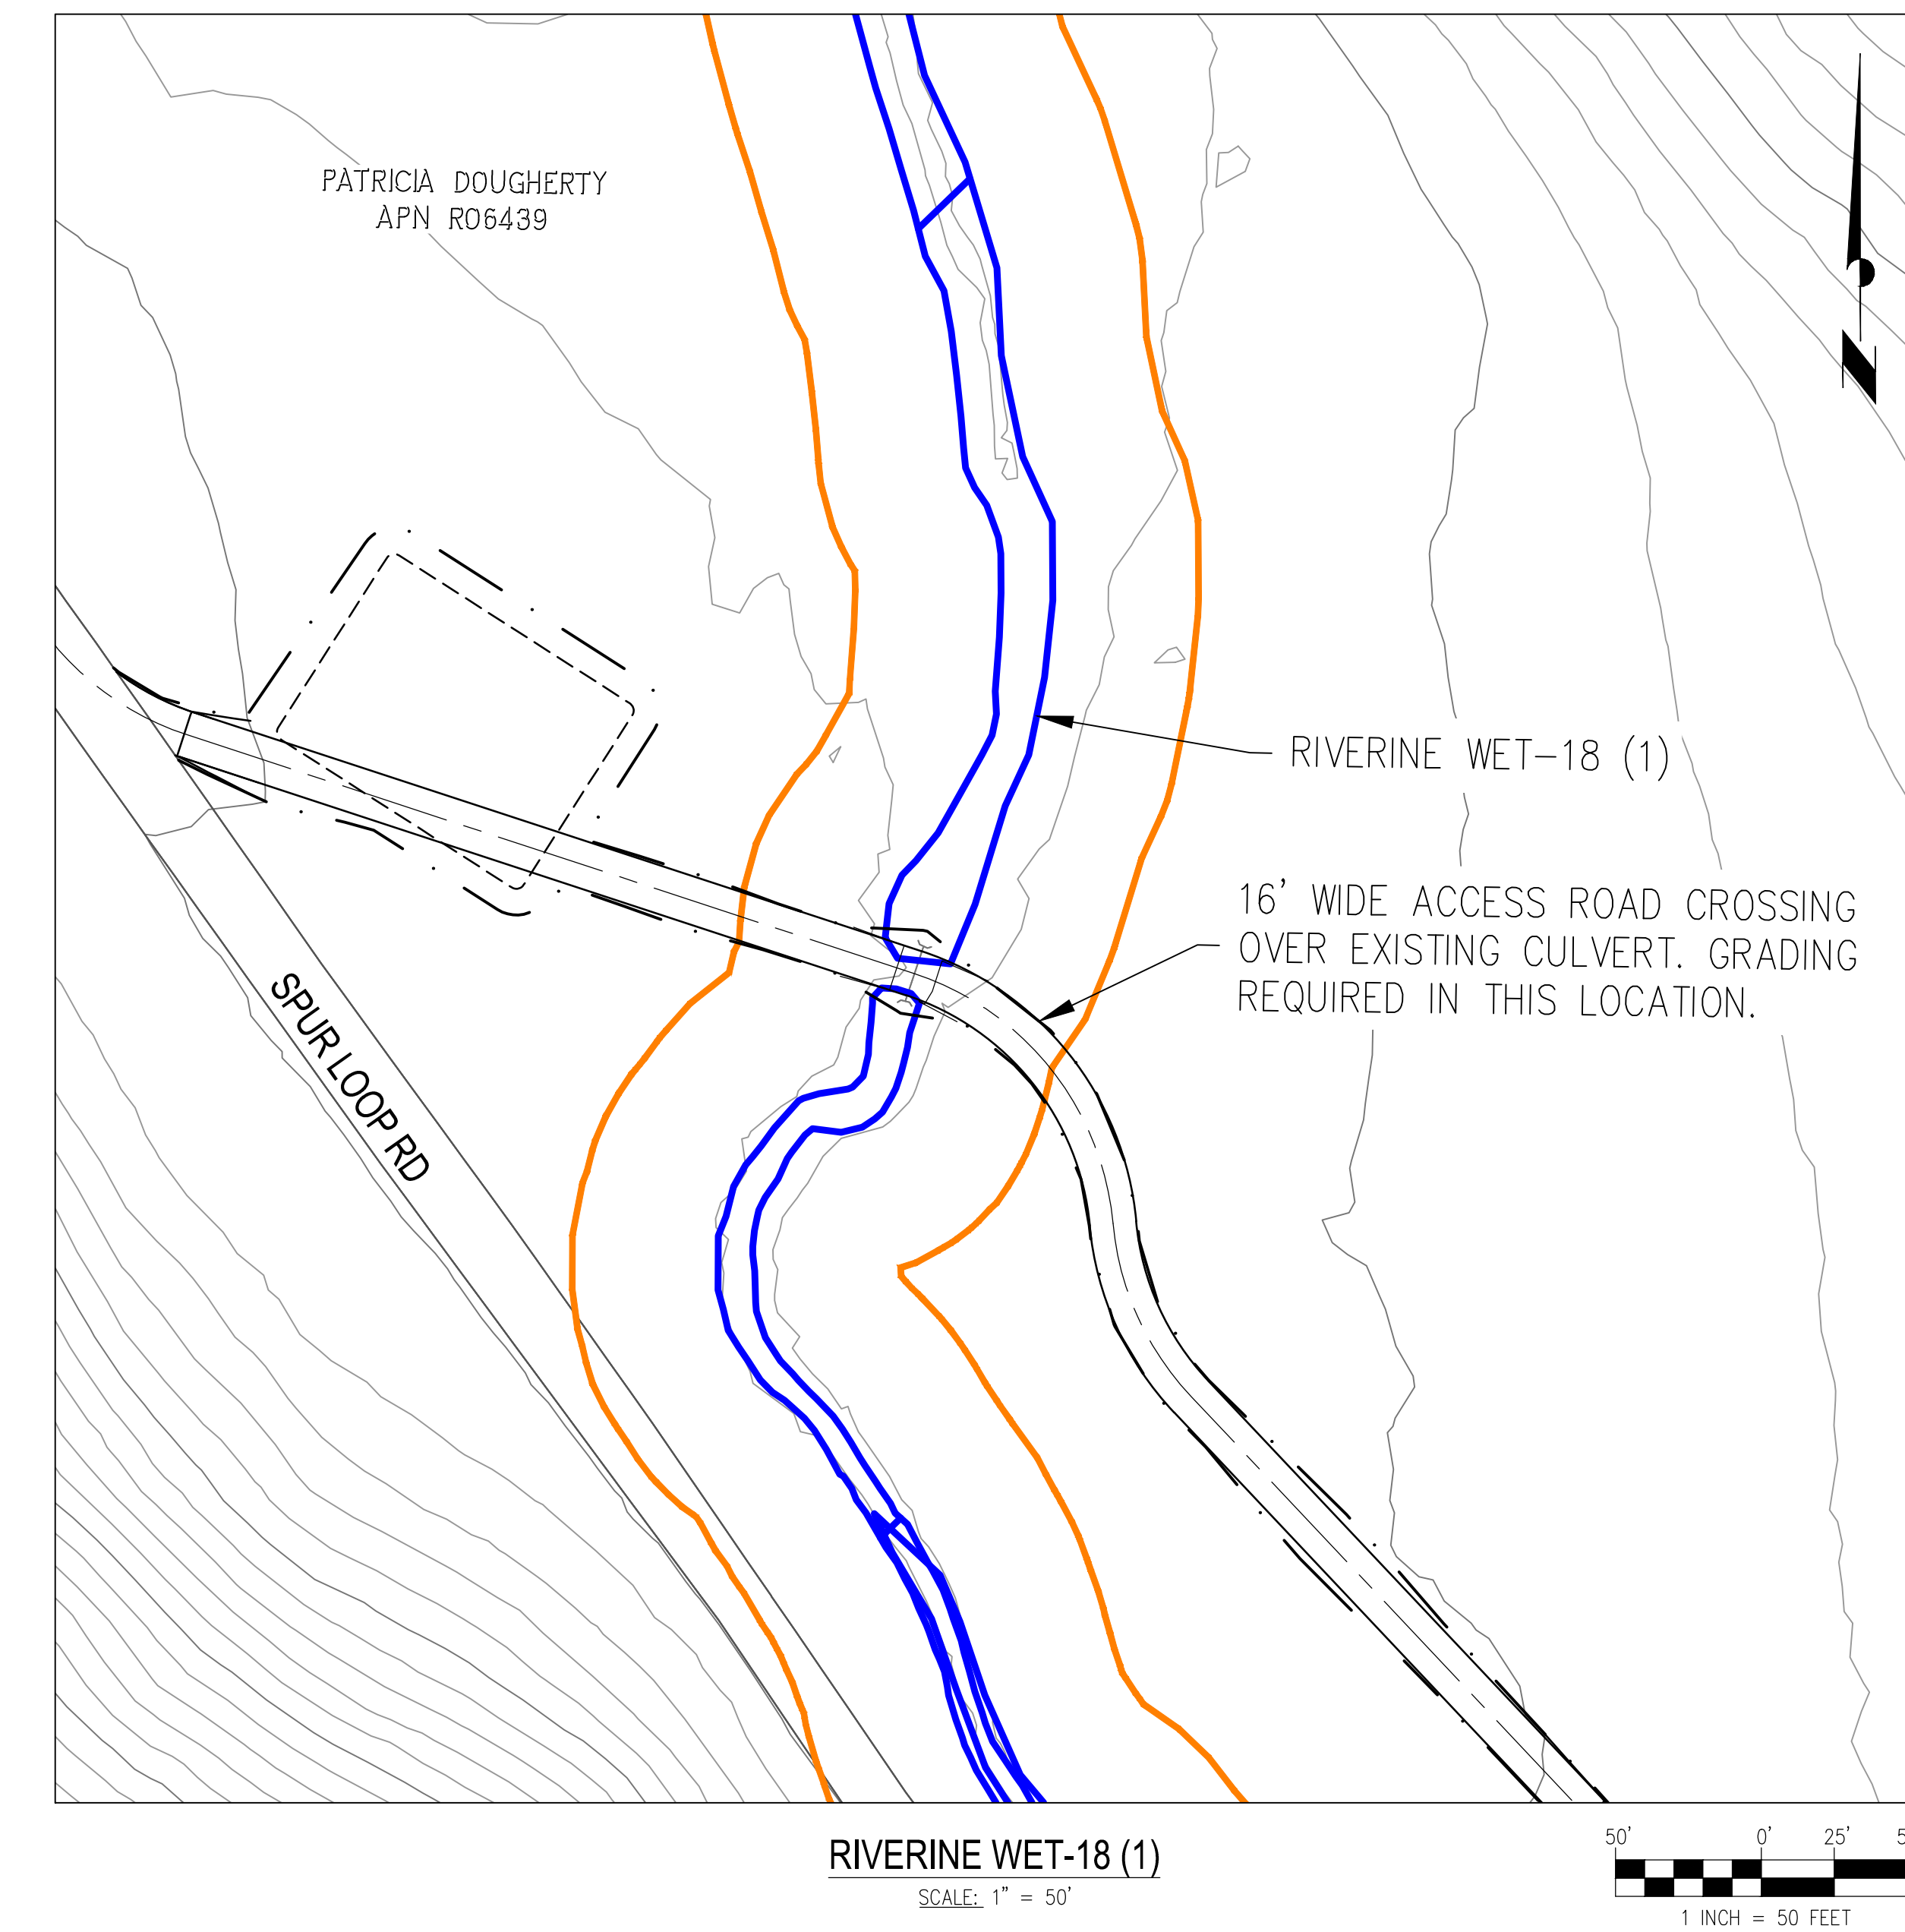 PATRICIA DOUGHERTY
APN R06439
RIVERINE WET-18 (1)
16' WIDE ACCESS ROAD CROSSING
OVER EXISTING CULVERT. GRADING
REQUIRED IN THIS LOCATION.
SPUR LOOP RD
Z
RIVERINE WET-18 (1)
SCALE: 1" = 50'
50' 0' 25'
1 INCH = 50 FEET